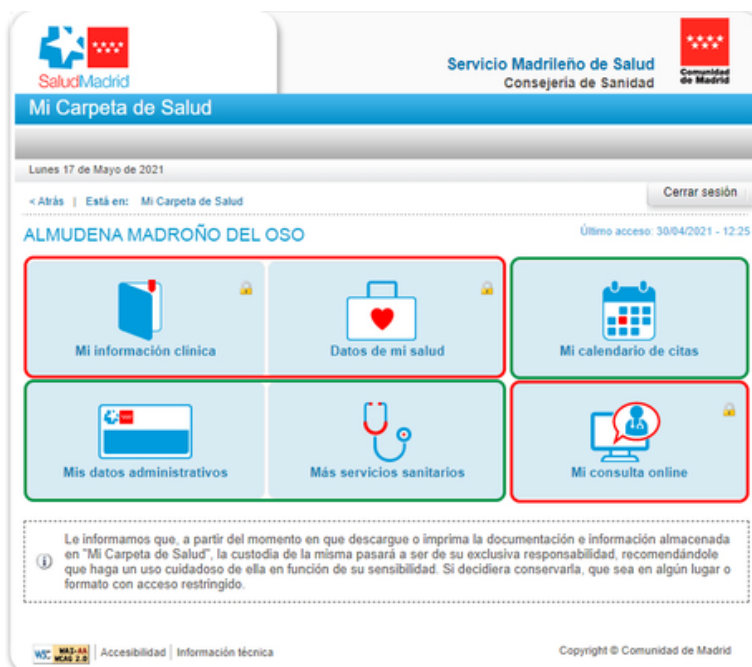 SaludMadrid
Servicio Madrileño de Salud
Consejería de Sanidad
Comunidad
de Madrid
Mi Carpeta de Salud
Lunes 17 de Mayo de 2021
Cerrar sesión
< Atrás | Está en: Mi Carpeta de Salud
ALMUDENA MADROÑO DEL OSO
Último acceso: 30/04/2021 - 12:25
Mi información clínica
Datos de mi salud
Mi calendario de citas
Mis datos administrativos
Más servicios sanitarios
Mi consulta online
Le informamos que, a partir del momento en que descargue o imprima la documentación e información almacenada
en "Mi Carpeta de Salud", la custodia de la misma pasará a ser de su exclusiva responsabilidad, recomendándole
que haga un uso cuidadoso de ella en función de su sensibilidad. Si decidiera conservarla, que sea en algún lugar o
formato con acceso restringido.
W3C WAI-AA WCAG 2.0 | Accesibilidad | Información técnica
Copyright © Comunidad de Madrid